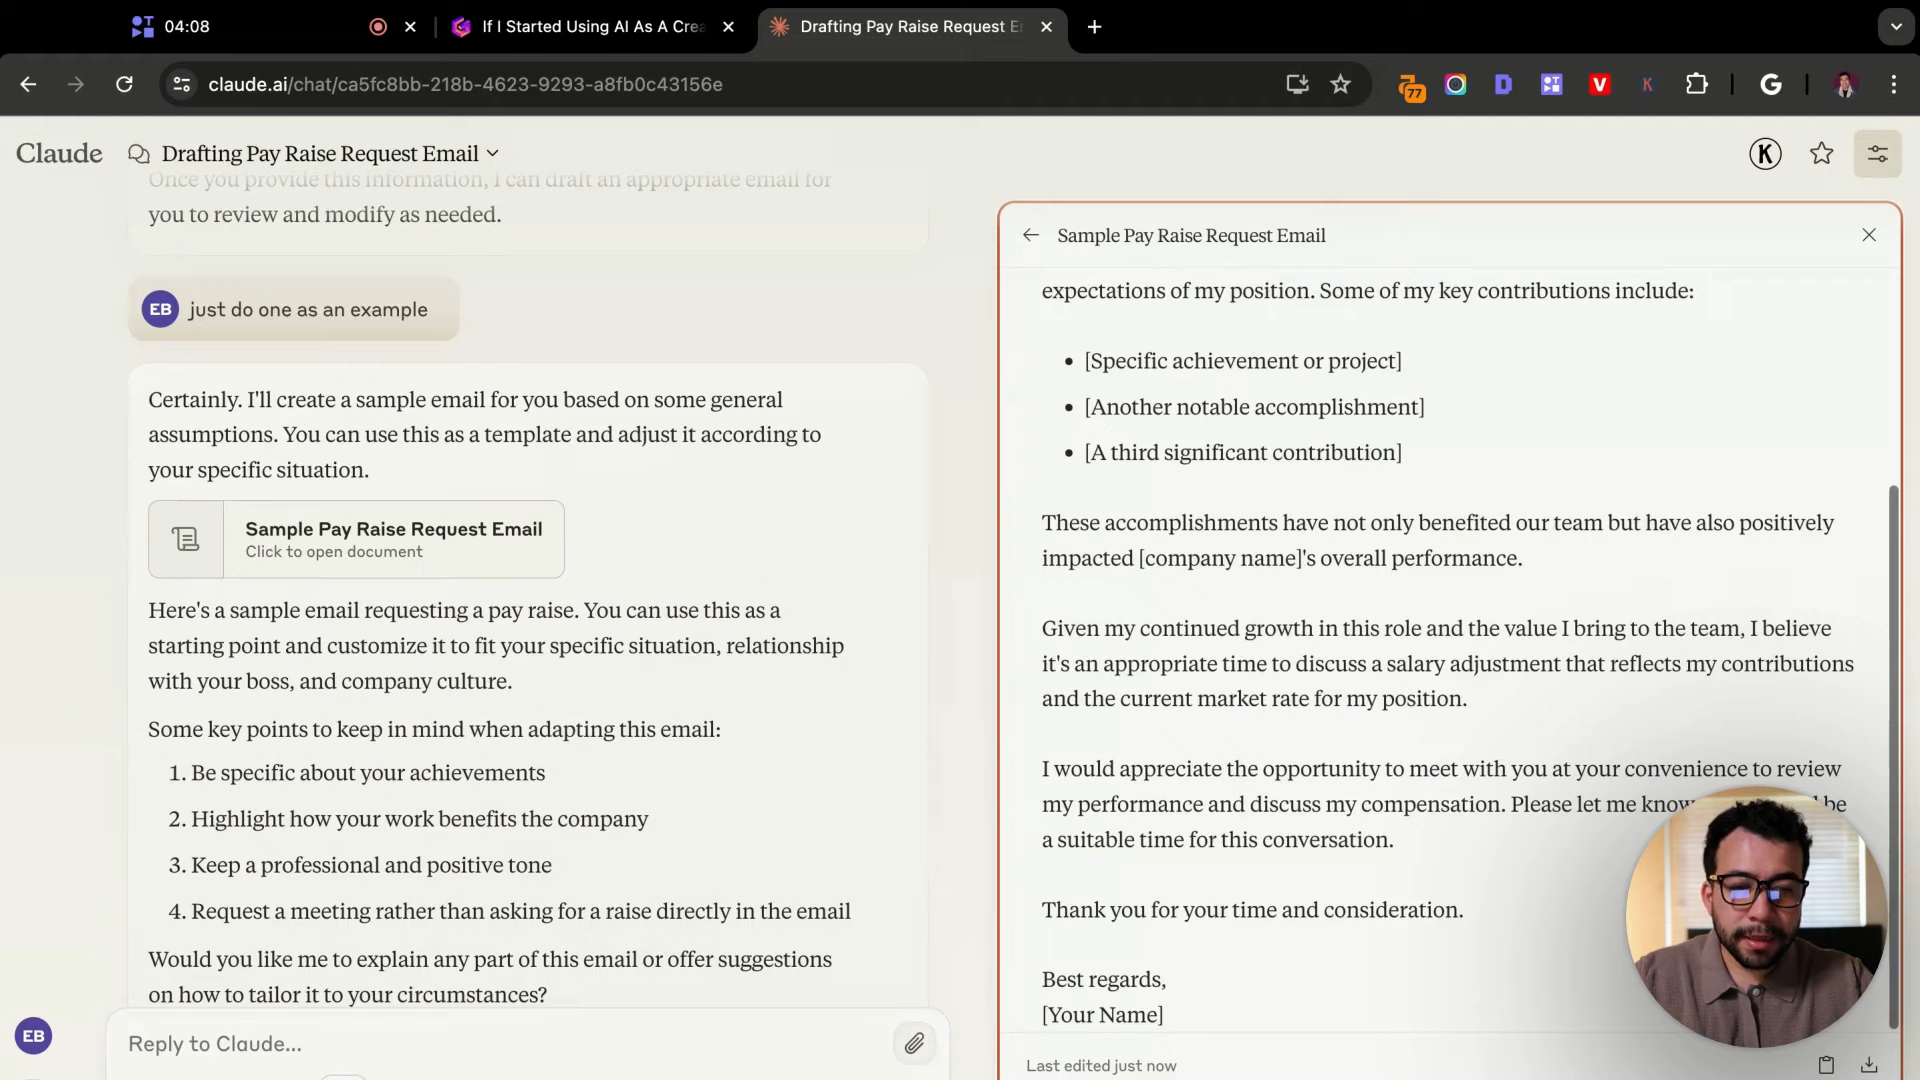 04:08
If I Started Using AI As A Crea
Drafting Pay Raise Request E
claude.ai/chat/ca5fc8bb-218b-4623-9293-a8fb0c43156e
77
D
V
K
G
Claude
Drafting Pay Raise Request Email
K
Once you provide this information, I can draft an appropriate email for
you to review and modify as needed.
EB
just do one as an example
Certainly. I'll create a sample email for you based on some general
assumptions. You can use this as a template and adjust it according to
your specific situation.
Sample Pay Raise Request Email
Click to open document
Here's a sample email requesting a pay raise. You can use this as a
starting point and customize it to fit your specific situation, relationship
with your boss, and company culture.
Some key points to keep in mind when adapting this email:
1. Be specific about your achievements
2. Highlight how your work benefits the company
3. Keep a professional and positive tone
4. Request a meeting rather than asking for a raise directly in the email
Would you like me to explain any part of this email or offer suggestions
on how to tailor it to your circumstances?
EB
Reply to Claude...
Sample Pay Raise Request Email
expectations of my position. Some of my key contributions include:
• [Specific achievement or project]
• [Another notable accomplishment]
• [A third significant contribution]
These accomplishments have not only benefited our team but have also positively
impacted [company name]'s overall performance.
Given my continued growth in this role and the value I bring to the team, I believe
it's an appropriate time to discuss a salary adjustment that reflects my contributions
and the current market rate for my position.
I would appreciate the opportunity to meet with you at your convenience to review
my performance and discuss my compensation. Please let me know be
a suitable time for this conversation.
Thank you for your time and consideration.
Best regards,
[Your Name]
Last edited just now